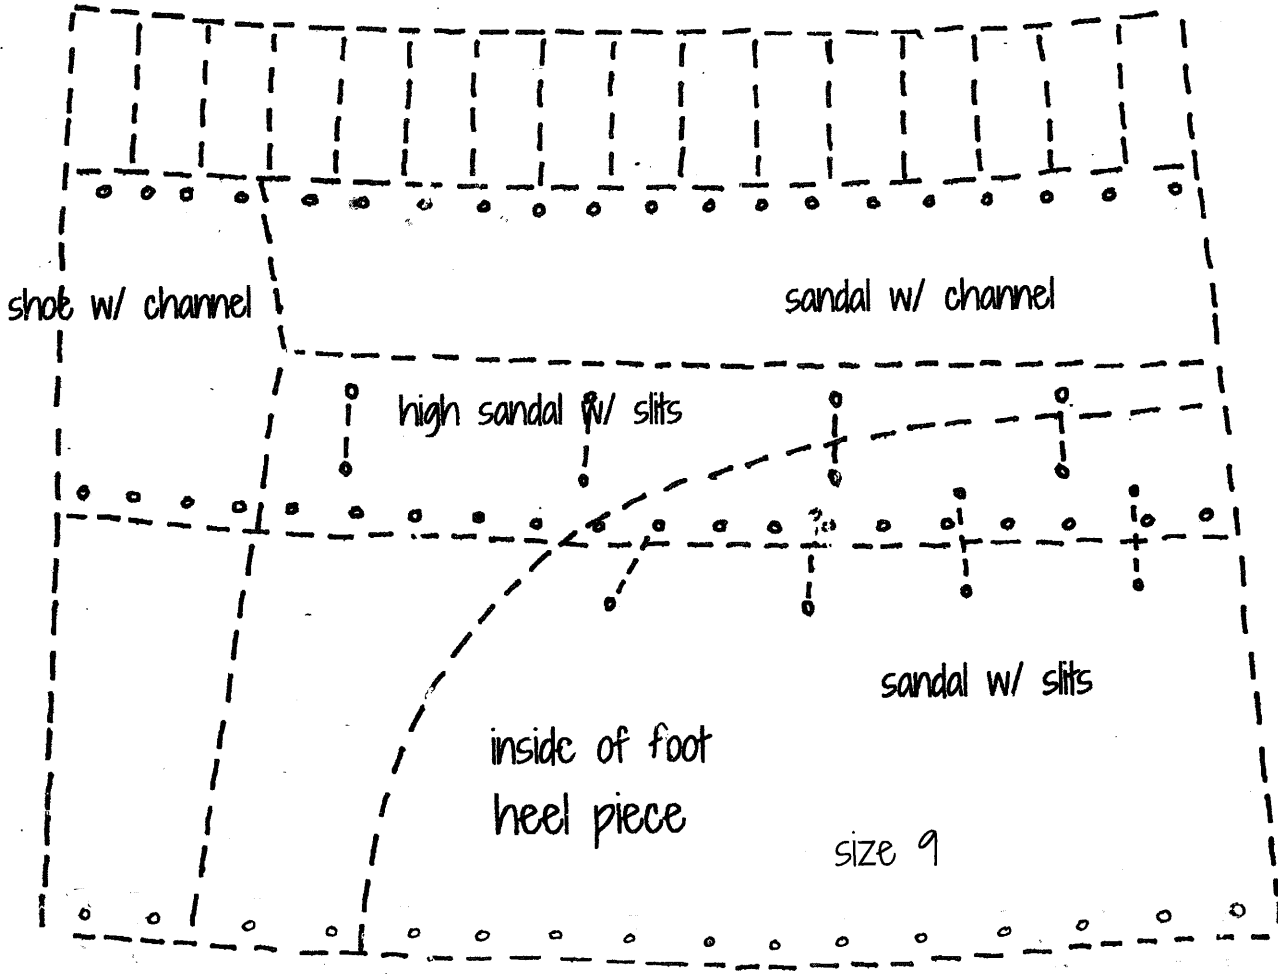 shoe w/ channel
sandal w/ channel
high sandal w/ slits
sandal w/ slits
inside of foot
heel piece
size 9